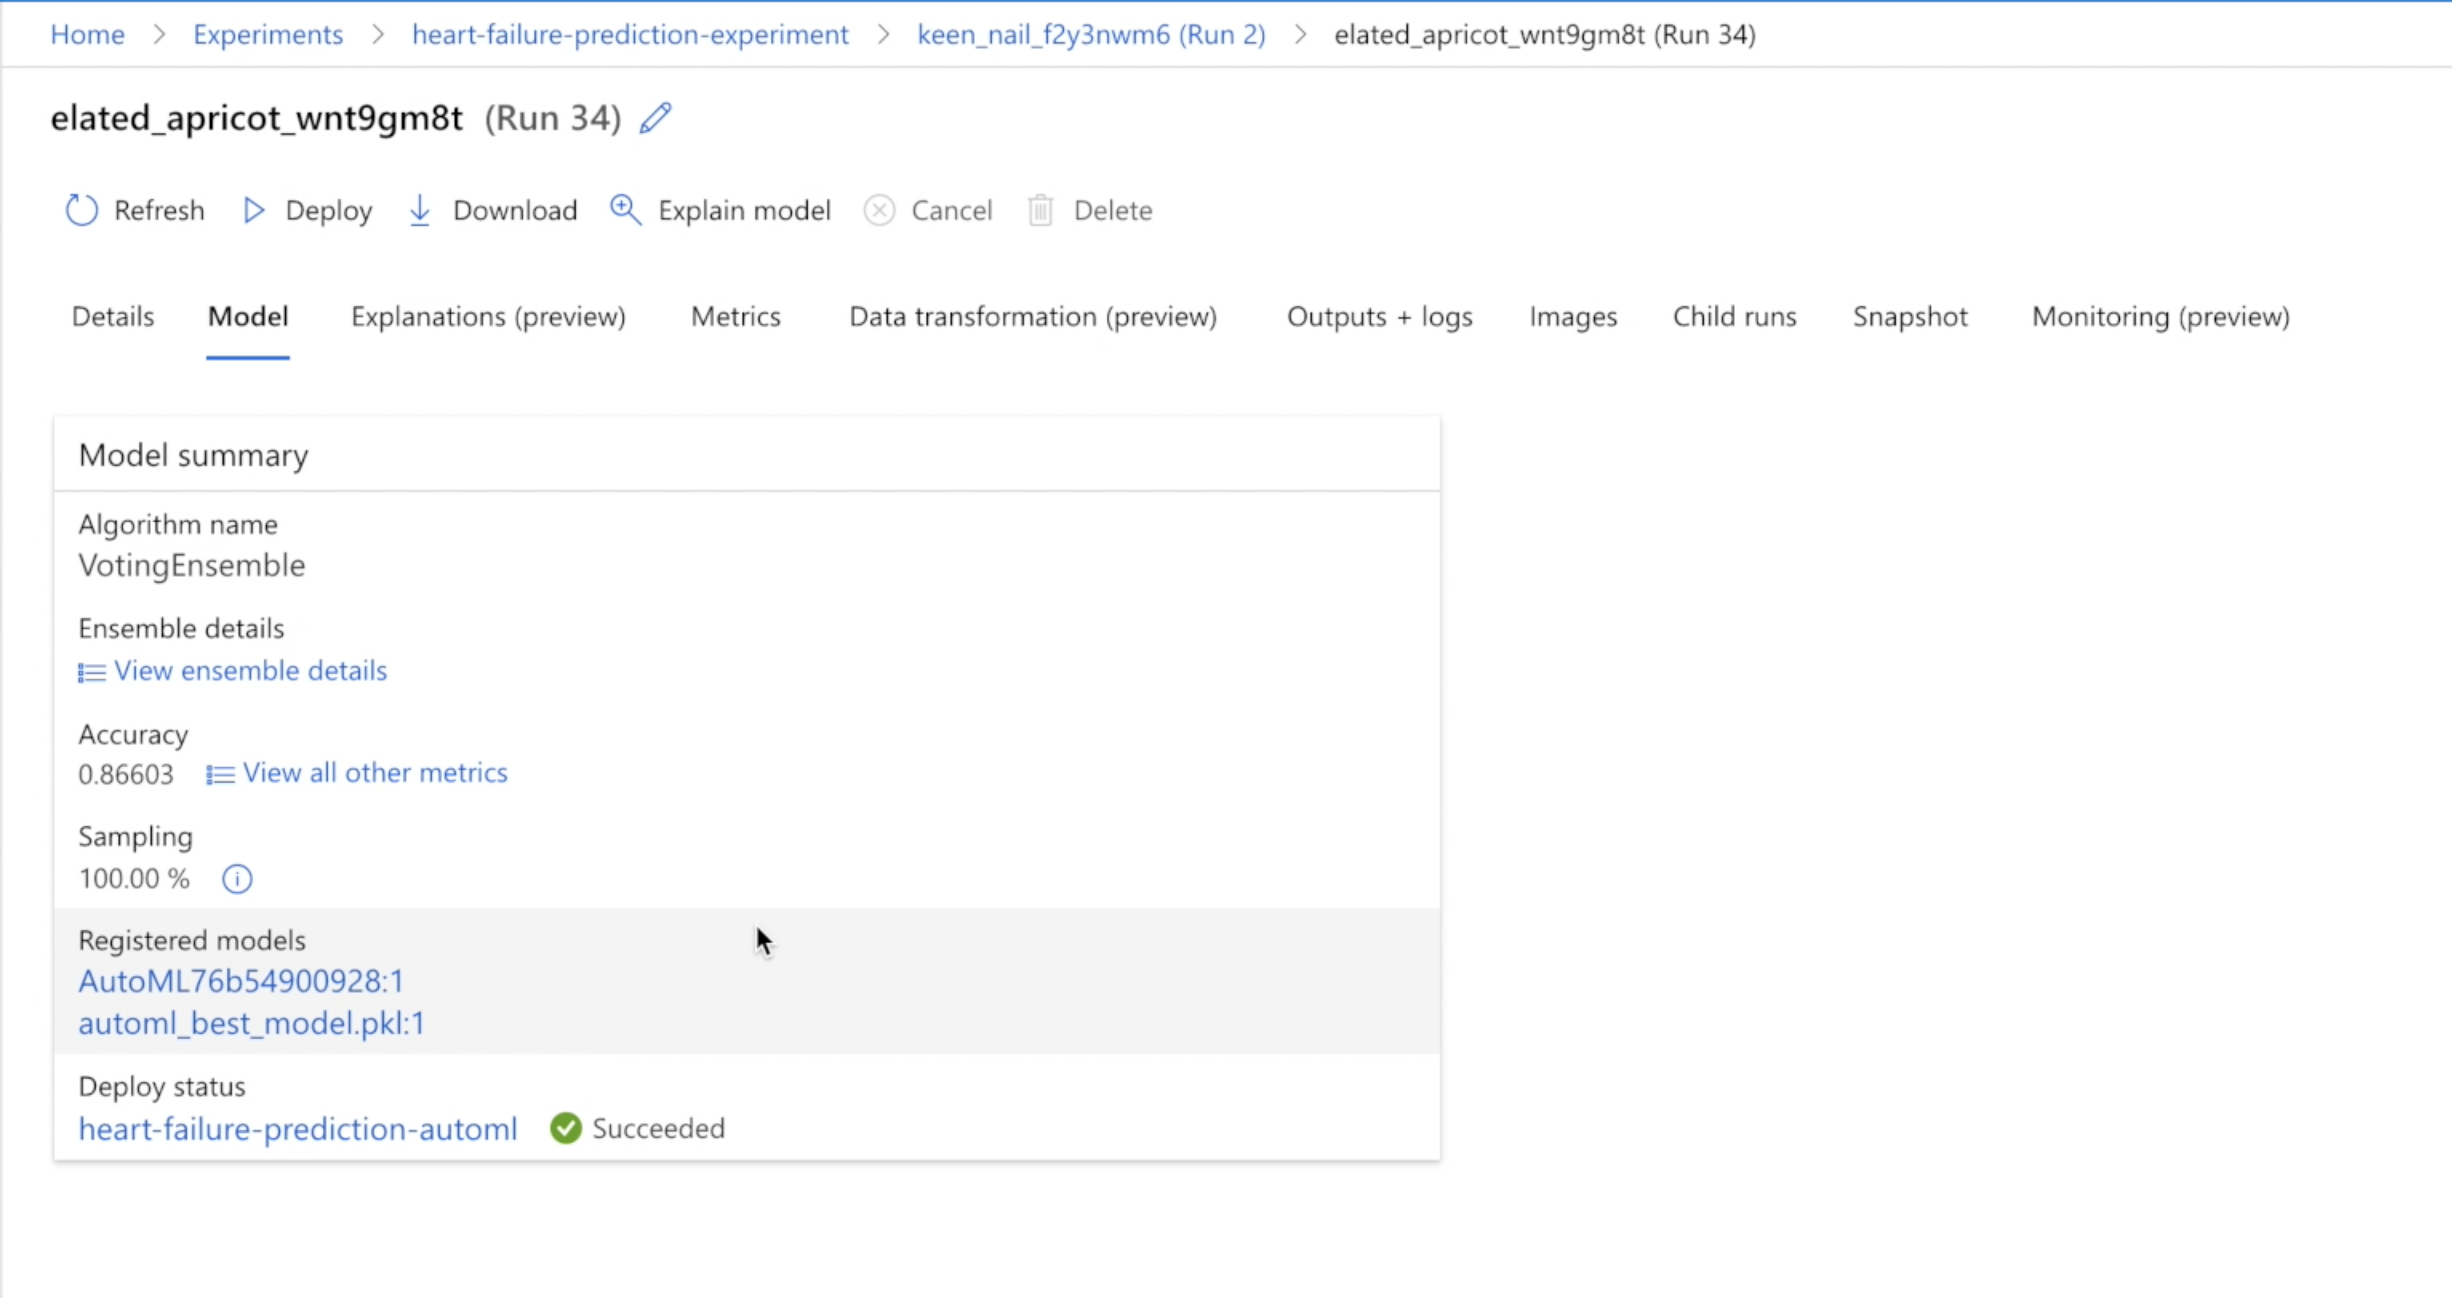 Home > Experiments > heart-failure-prediction-experiment > keen_nail_f2y3nwm6 (Run 2) > elated_apricot_wnt9gm8t (Run 34)
elated_apricot_wnt9gm8t (Run 34)
Refresh Deploy Download Explain model Cancel Delete
Details Model Explanations (preview) Metrics Data transformation (preview) Outputs + logs Images Child runs Snapshot Monitoring (preview)
Model summary
Algorithm name
VotingEnsemble
Ensemble details
View ensemble details
Accuracy
0.86603 View all other metrics
Sampling
100.00 %
Registered models
AutoML76b54900928:1
automl_best_model.pkl:1
Deploy status
heart-failure-prediction-automl Succeeded